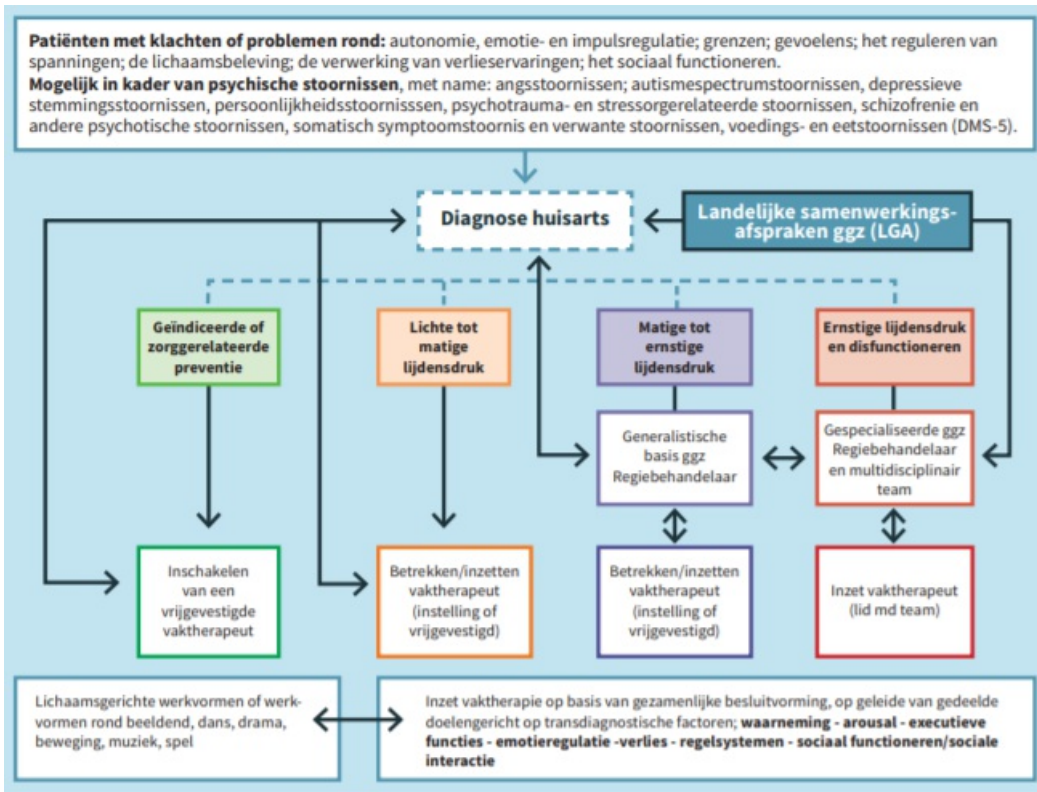 Patiënten met klachten of problemen rond: autonomie, emotie- en impulsregulatie; grenzen; gevoelens; het reguleren van
spanningen; de lichaamsbeleving; de verwerking van verlieservaringen; het sociaal functioneren.
Mogelijk in kader van psychische stoornissen, met name: angsstoornissen; autismespectrumstoornissen, depressieve
stemmingsstoornissen, persoonlijkheidsstoornisssen, psychotrauma- en stressorgerelateerde stoornissen, schizofrenie en
andere psychotische stoornissen, somatisch symptoomstoornis en verwante stoornissen, voedings- en eetstoornissen (DMS-5).
Diagnose huisarts
Landelijke samenwerkings-
afspraken ggz (LGA)
Geïndiceerde of
zorggerelateerde
preventie
Lichte tot
matige
lijdensdruk
Matige tot
ernstige
lijdensdruk
Ernstige lijdensdruk
en disfunctioneren
Generalistische
basis ggz
Regiebehandelaar
Gespecialiseerde ggz
Regiebehandelaar
en multidisciplinair
team
Inschakelen
van een
vrijgevestigde
vaktherapeut
Betrekken/inzetten
vaktherapeut
(instelling of
vrijgevestigd)
Betrekken/inzetten
vaktherapeut
(instelling of
vrijgevestigd)
Inzet vaktherapeut
(lid md team)
Lichaamsgerichte werkvormen of werk-
vormen rond beeldend, dans, drama,
beweging, muziek, spel
Inzet vaktherapie op basis van gezamenlijke besluitvorming, op geleide van gedeelde
doelengericht op transdiagnostische factoren; waarneming - arousal - executieve
functies - emotieregulatie -verlies - regelsystemen - sociaal functioneren/sociale
interactie